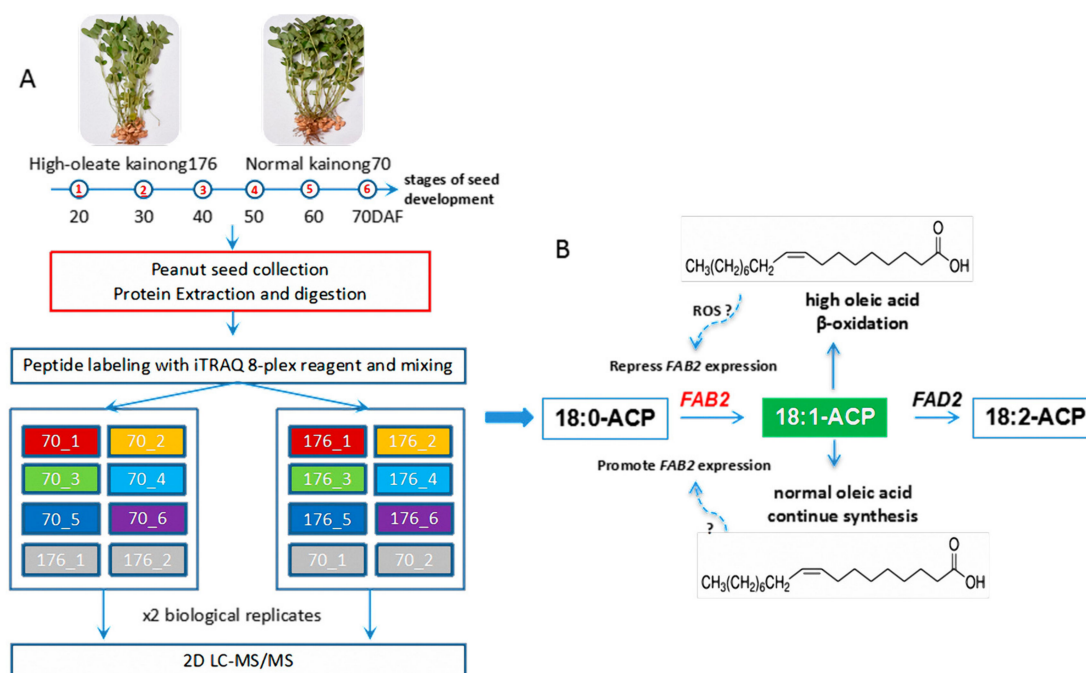 A
High-oleate kainong176
Normal kainong70
1 2 3 4 5 6
stages of seed
development
20 30 40 50 60 70DAF
Peanut seed collection
Protein Extraction and digestion
Peptide labeling with iTRAQ 8-plex reagent and mixing
70_1 70_2
70_3 70_4
70_5 70_6
176_1 176_2
176_1 176_2
176_3 176_4
176_5 176_6
70_1 70_2
x2 biological replicates
2D LC-MS/MS
B
CH₃(CH₂)₆CH₂
O
OH
ROS ?
high oleic acid
β-oxidation
Repress FAB2 expression
18:0-ACP
FAB2
18:1-ACP
FAD2
18:2-ACP
Promote FAB2 expression
normal oleic acid
continue synthesis
?
CH₃(CH₂)₆CH₂
O
OH